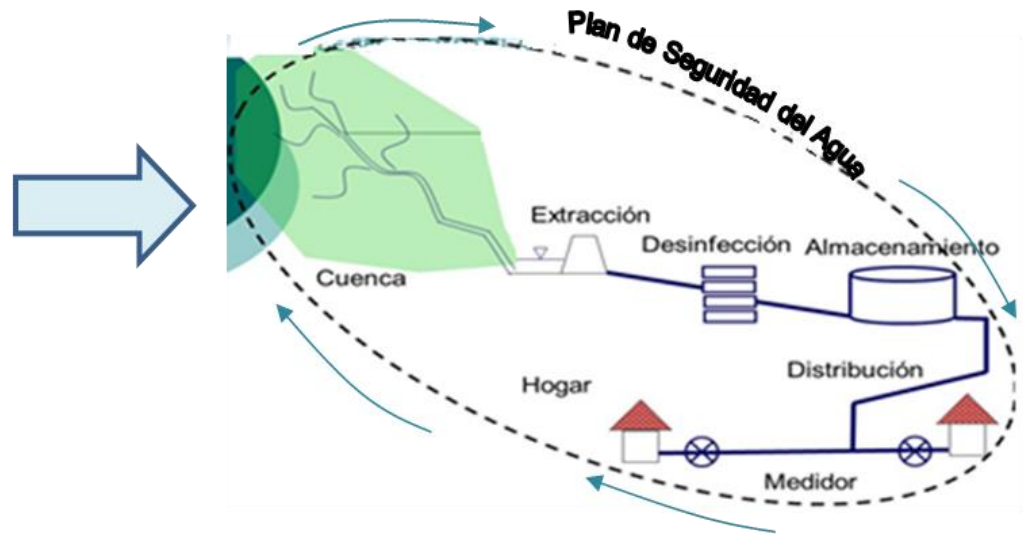 Plan de Seguridad del Agua
Extracción
Desinfección
Almacenamiento
Cuenca
Distribución
Hogar
Medidor